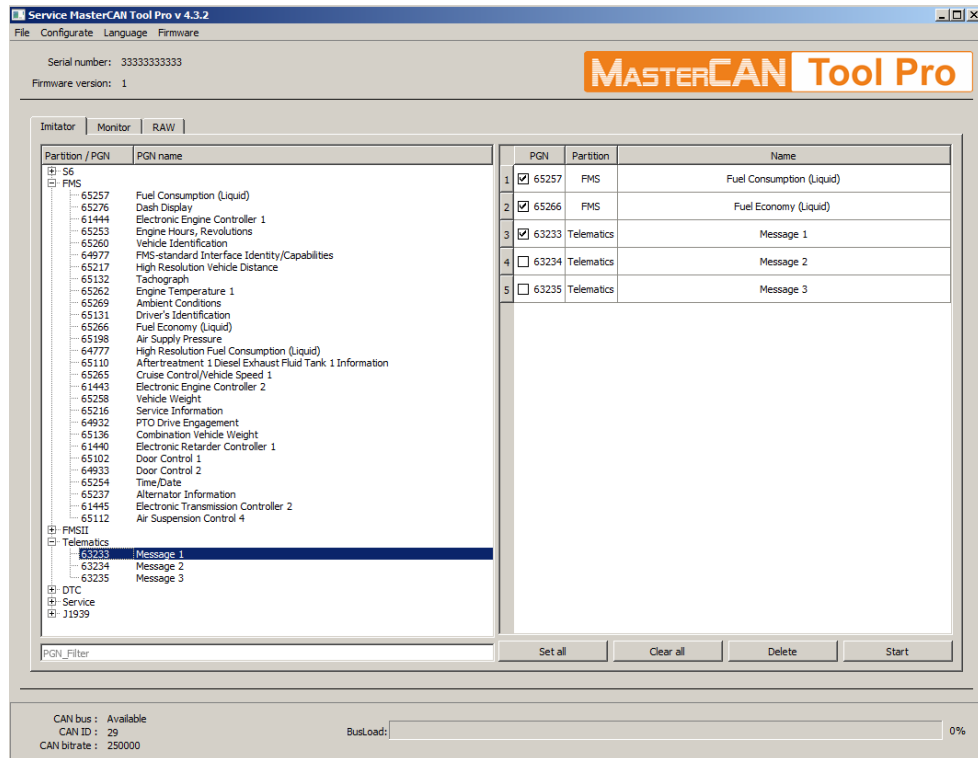 Service MasterCAN Tool Pro v 4.3.2
File Configurate Language Firmware
Serial number: 33333333333
Firmware version: 1
MASTERCAN Tool Pro
Imitator Monitor RAW
Partition / PGN PGN name
S6
FMS
65257 Fuel Consumption (Liquid)
65276 Dash Display
61444 Electronic Engine Controller 1
65253 Engine Hours, Revolutions
65260 Vehicle Identification
64977 FMS-standard Interface Identity/Capabilities
65217 High Resolution Vehicle Distance
65132 Tachograph
65262 Engine Temperature 1
65269 Ambient Conditions
65131 Driver's Identification
65266 Fuel Economy (Liquid)
65198 Air Supply Pressure
64777 High Resolution Fuel Consumption (Liquid)
65110 Aftertreatment 1 Diesel Exhaust Fluid Tank 1 Information
65265 Cruise Control/Vehicle Speed 1
61443 Electronic Engine Controller 2
65258 Vehicle Weight
65216 Service Information
64932 PTO Drive Engagement
65136 Combination Vehicle Weight
61440 Electronic Retarder Controller 1
65102 Door Control 1
64933 Door Control 2
65254 Time/Date
65237 Alternator Information
61445 Electronic Transmission Controller 2
65112 Air Suspension Control 4
FMSII
Telematics
63233 Message 1
63234 Message 2
63235 Message 3
DTC
Service
J1939
PGN_Filter
PGN Partition Name
1 65257 FMS Fuel Consumption (Liquid)
2 65266 FMS Fuel Economy (Liquid)
3 63233 Telematics Message 1
4 63234 Telematics Message 2
5 63235 Telematics Message 3
Set all Clear all Delete Start
CAN bus : Available
CAN ID : 29
CAN bitrate : 250000
BusLoad: 0%